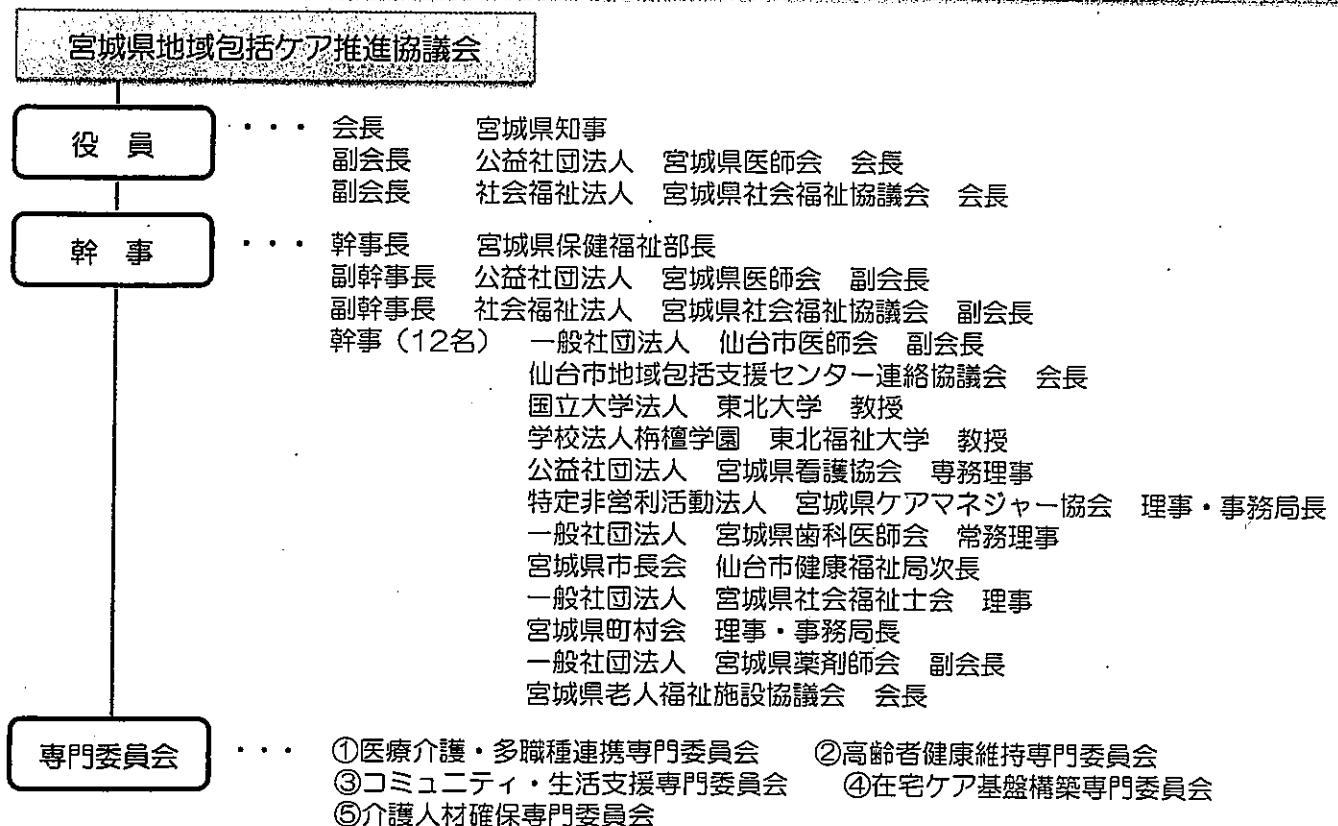 宮城県地域包括ケア推進協議会
役 員 ・・・ 会長 宮城県知事
副会長 公益社団法人 宮城県医師会 会長
副会長 社会福祉法人 宮城県社会福祉協議会 会長
幹 事 ・・・ 幹事長 宮城県保健福祉部長
副幹事長 公益社団法人 宮城県医師会 副会長
副幹事長 社会福祉法人 宮城県社会福祉協議会 副会長
幹事（12名） 一般社団法人 仙台市医師会 副会長
仙台市地域包括支援センター連絡協議会 会長
国立大学法人 東北大学 教授
学校法人栴檀学園 東北福祉大学 教授
公益社団法人 宮城県看護協会 専務理事
特定非営利活動法人 宮城県ケアマネジャー協会 理事・事務局長
一般社団法人 宮城県歯科医師会 常務理事
宮城県市長会 仙台市健康福祉局次長
一般社団法人 宮城県社会福祉士会 理事
宮城県町村会 理事・事務局長
一般社団法人 宮城県薬剤師会 副会長
宮城県老人福祉施設協議会 会長
専門委員会 ・・・ ①医療介護・多職種連携専門委員会 ②高齢者健康維持専門委員会
③コミュニティ・生活支援専門委員会 ④在宅ケア基盤構築専門委員会
⑤介護人材確保専門委員会